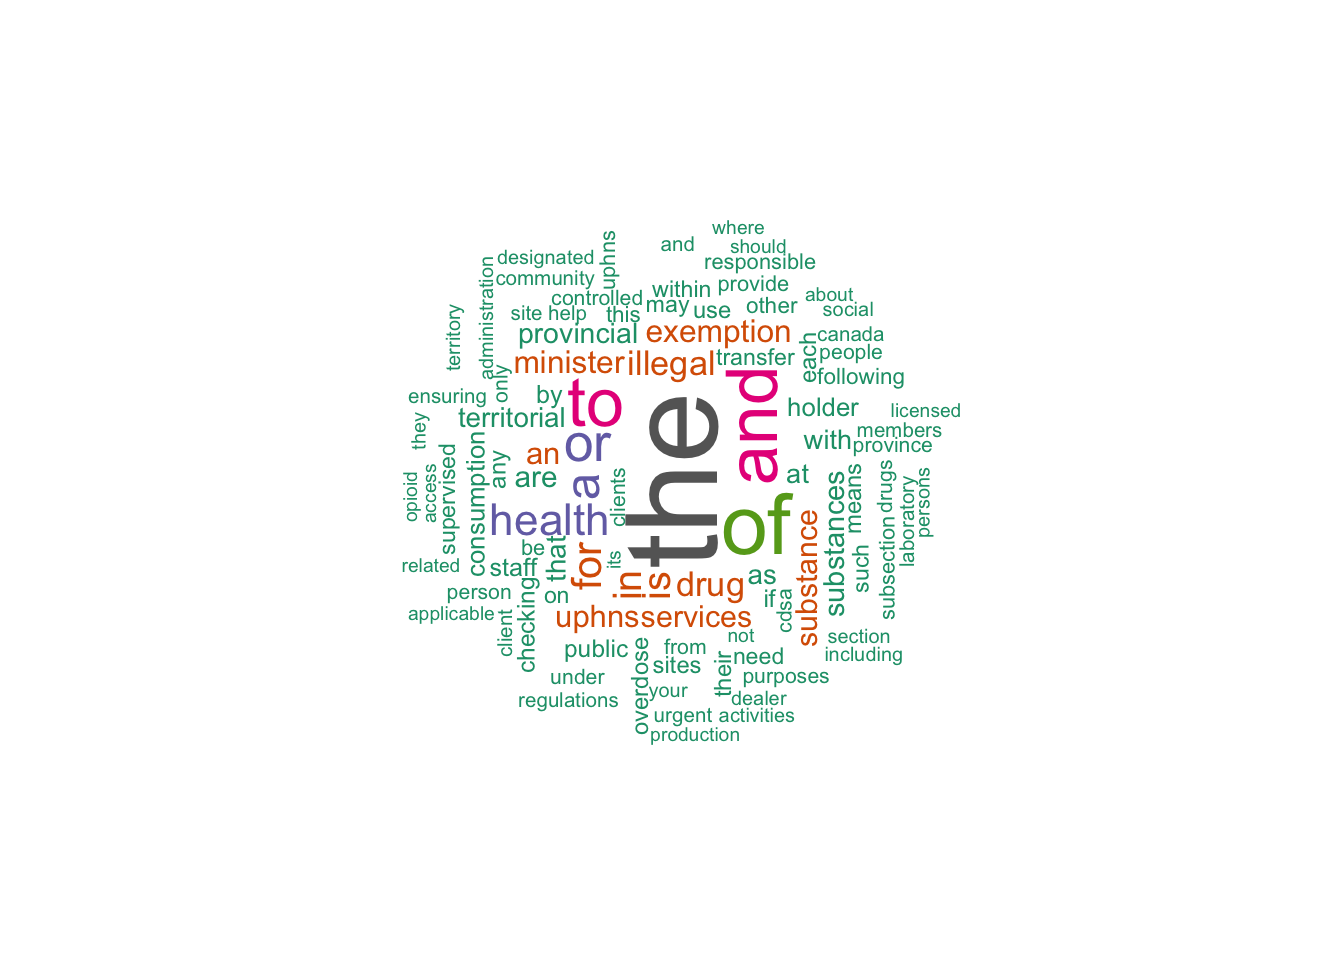 where
and
should
designated
uphns
responsible
community
administration
within
provide
controlled
may
use
other
about
social
site
help
this
territory
provincial
exemption
canada
minister
illegal
transfer
each
people
following
only
ensuring
by
to
the
and
holder
licensed
they
territorial
or
with
members
province
an
any
are
a
clients
at
opioid
access
supervised
consumption
health
of
substance
substances
means
drugs
laboratory
persons
related
staff
be
that
for
its
in
is
drug
as
such
subsection
person
on
if
cdsa
applicable
client
checking
uphns
services
section
public
overdose
from
not
need
including
sites
their
under
purposes
regulations
your
dealer
urgent
activities
production